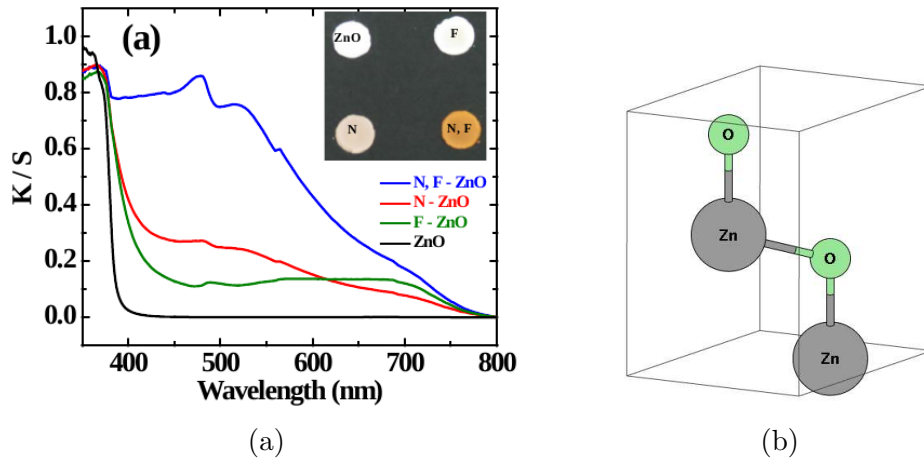 (a)
ZnO
F
N
N, F
K / S
1.0
0.8
0.6
0.4
0.2
0.0
N, F - ZnO
N - ZnO
F - ZnO
ZnO
400
500
600
700
800
Wavelength (nm)
(a)
O
Zn
O
Zn
(b)